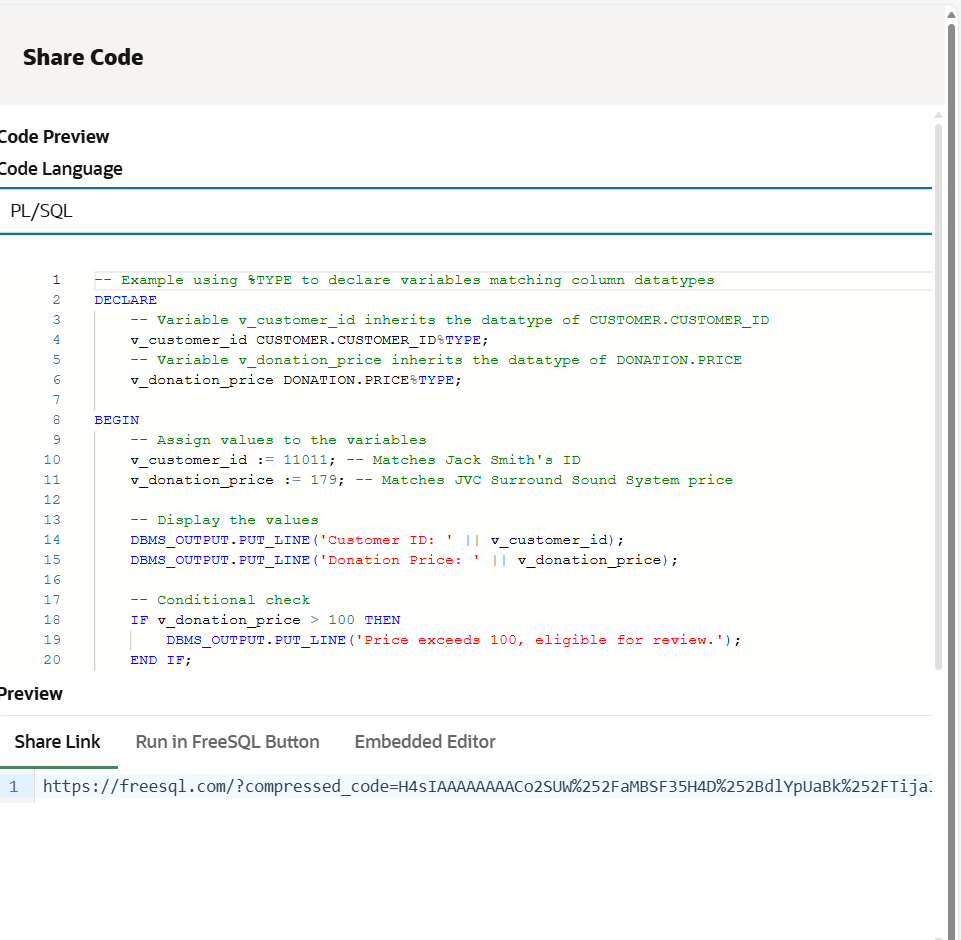 Share Code
Code Preview
Code Language
PL/SQL
1 -- Example using %TYPE to declare variables matching column datatypes
2 DECLARE
3 -- Variable v_customer_id inherits the datatype of CUSTOMER.CUSTOMER_ID
4 v_customer_id CUSTOMER.CUSTOMER_ID%TYPE;
5 -- Variable v_donation_price inherits the datatype of DONATION.PRICE
6 v_donation_price DONATION.PRICE%TYPE;
7
8 BEGIN
9 -- Assign values to the variables
10 v_customer_id := 11011; -- Matches Jack Smith's ID
11 v_donation_price := 179; -- Matches JVC Surround Sound System price
12
13 -- Display the values
14 DBMS_OUTPUT.PUT_LINE('Customer ID: ' || v_customer_id);
15 DBMS_OUTPUT.PUT_LINE('Donation Price: ' || v_donation_price);
16
17 -- Conditional check
18 IF v_donation_price > 100 THEN
19 DBMS_OUTPUT.PUT_LINE('Price exceeds 100, eligible for review.');
20 END IF;
Preview
Share Link Run in FreeSQL Button Embedded Editor
1 https://freesql.com/?compressed_code=H4sIAAAAAAAACo2SUW%252FaMBSF35H4D%252BdlYpUaBk%252FTija